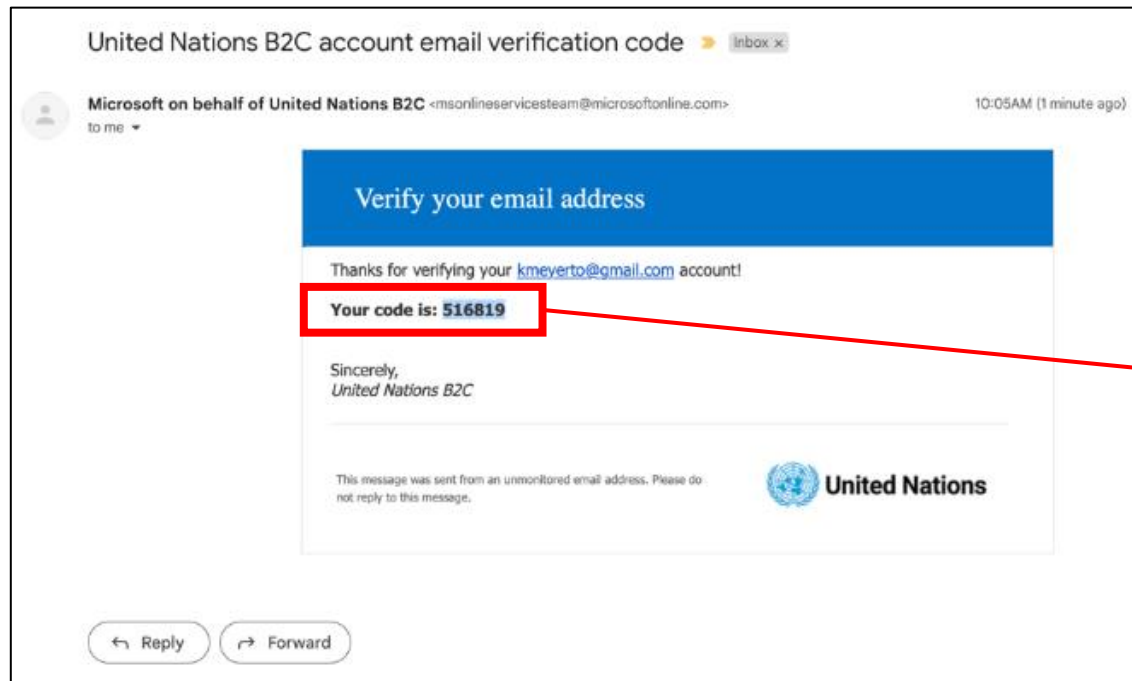 United Nations B2C account email verification code Inbox x
Microsoft on behalf of United Nations B2C <msonlineservicesteam@microsoftonline.com> 10:05AM (1 minute ago)
to me
Verify your email address
Thanks for verifying your kmeyerto@gmail.com account!
Your code is: 516819
Sincerely,
United Nations B2C
This message was sent from an unmonitored email address. Please do
not reply to this message.
United Nations
Reply Forward